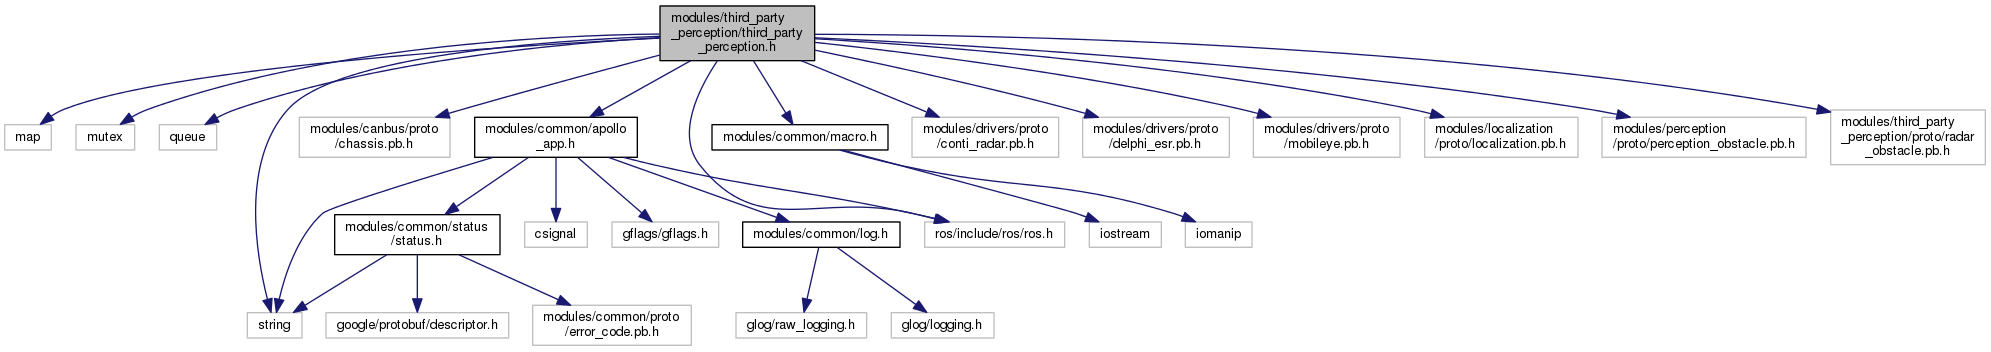 modules/third_party
_perception/third_party
_perception.h
map
mutex
queue
modules/canbus/proto
/chassis.pb.h
modules/common/apollo
_app.h
modules/common/macro.h
modules/drivers/proto
/conti_radar.pb.h
modules/drivers/proto
/delphi_esr.pb.h
modules/drivers/proto
/mobileye.pb.h
modules/localization
/proto/localization.pb.h
modules/perception
/proto/perception_obstacle.pb.h
modules/third_party
_perception/proto/radar
_obstacle.pb.h
modules/common/status
/status.h
csignal
gflags/gflags.h
modules/common/log.h
ros/include/ros/ros.h
iostream
iomanip
string
google/protobuf/descriptor.h
modules/common/proto
/error_code.pb.h
glog/raw_logging.h
glog/logging.h